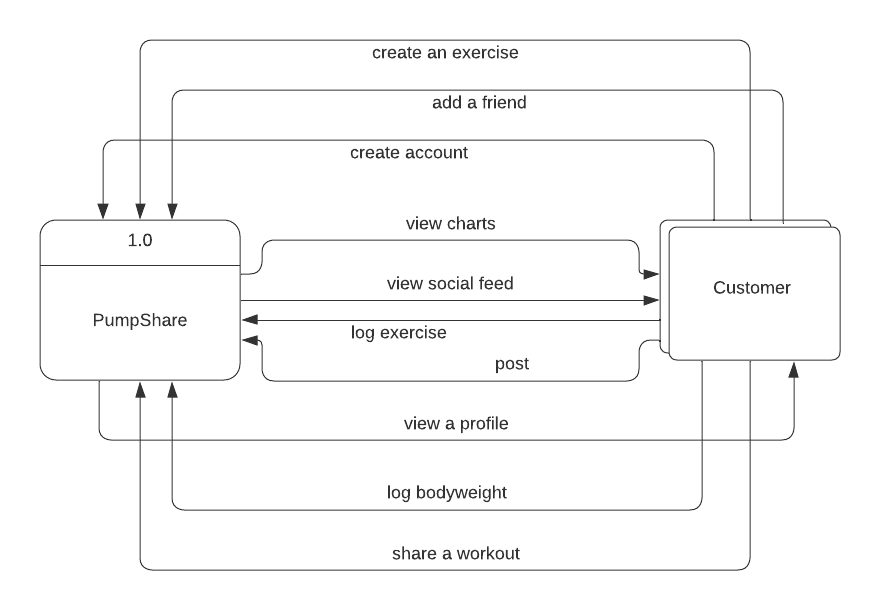 create an exercise
add a friend
create account
view charts
1.0
view social feed
Customer
PumpShare
log exercise
post
view a profile
log bodyweight
share a workout